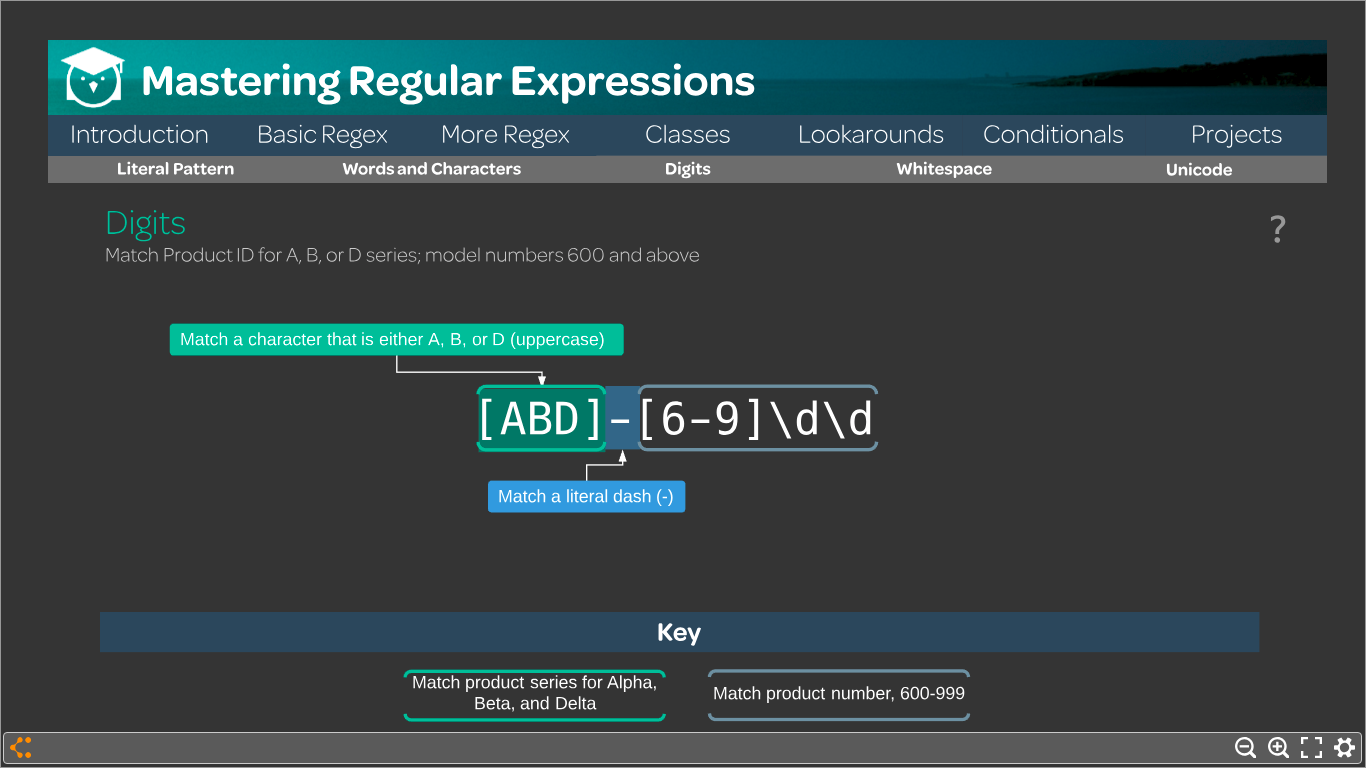 Mastering Regular Expressions
Introduction Basic Regex More Regex Classes Lookarounds Conditionals Projects
Literal Pattern Words and Characters Digits Whitespace Unicode
Digits
?
Match Product ID for A, B, or D series; model numbers 600 and above
Match a character that is either A, B, or D (uppercase)
[ABD]-[6-9]\d\d
Match a literal dash (-)
Key
Match product series for Alpha,
Beta, and Delta
Match product number, 600-999